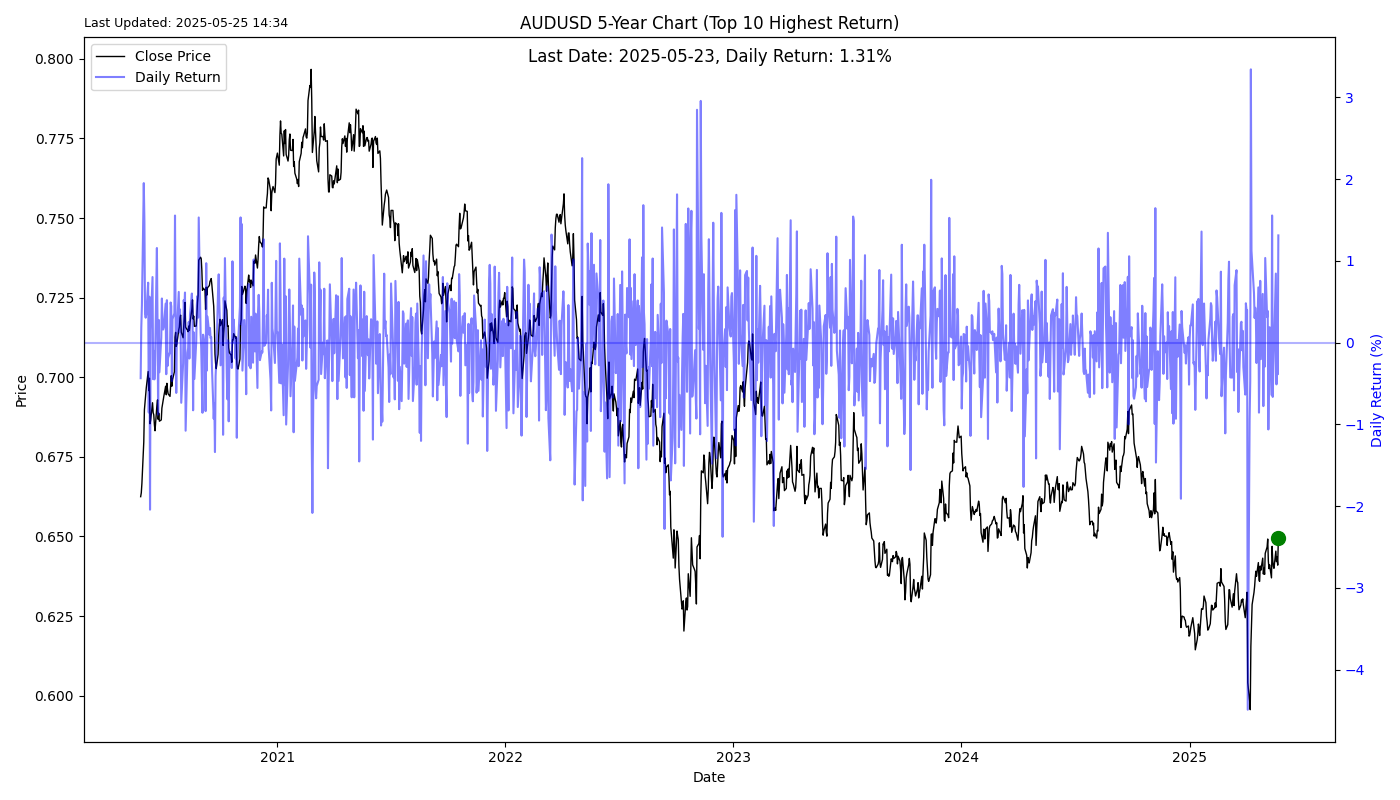 Last Updated: 2025-05-25 14:34
AUDUSD 5-Year Chart (Top 10 Highest Return)
Last Date: 2025-05-23, Daily Return: 1.31%
Close Price
Daily Return
Price
0.800
0.775
0.750
0.725
0.700
0.675
0.650
0.625
0.600
3
2
1
0
−1
−2
−3
−4
Daily Return (%)
2021
2022
2023
2024
2025
Date